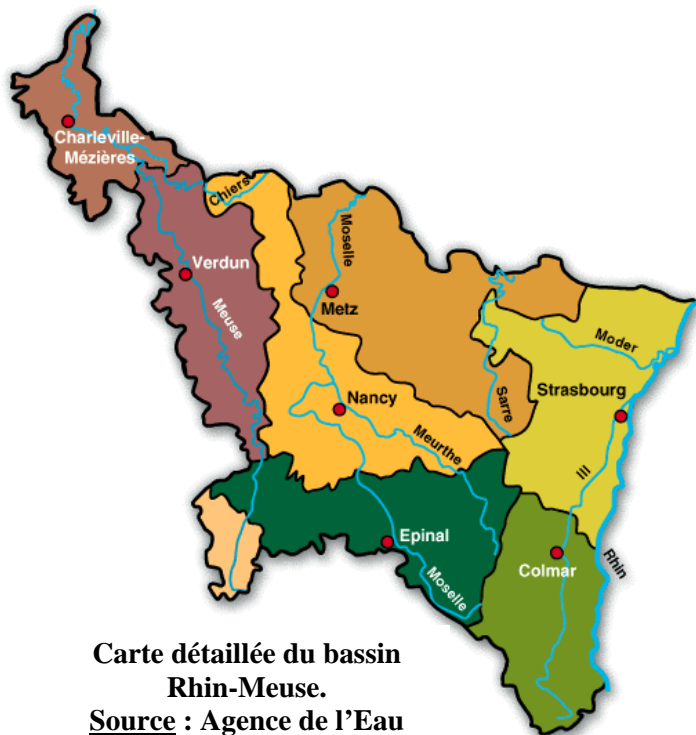 Charleville-
Mézières
Chiers
Moselle
Verdun
Metz
Meuse
Moder
Sarre
Strasbourg
Nancy
Meurthe
Ill
Epinal
Colmar
Rhin
Moselle
Carte détaillée du bassin
Rhin-Meuse.
Source : Agence de l'Eau